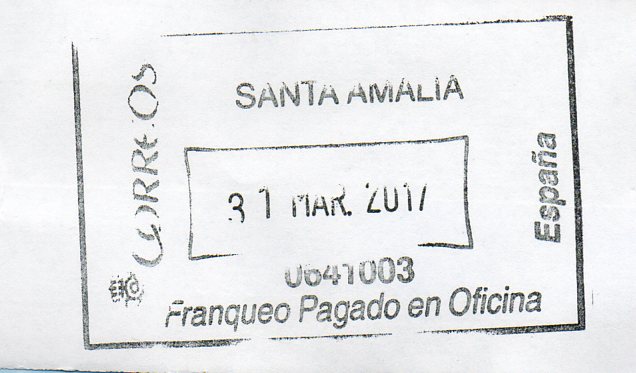 CORREOS
SANTA AMALIA
31 MAR. 2017
0641003
Franqueo Pagado en Oficina
España